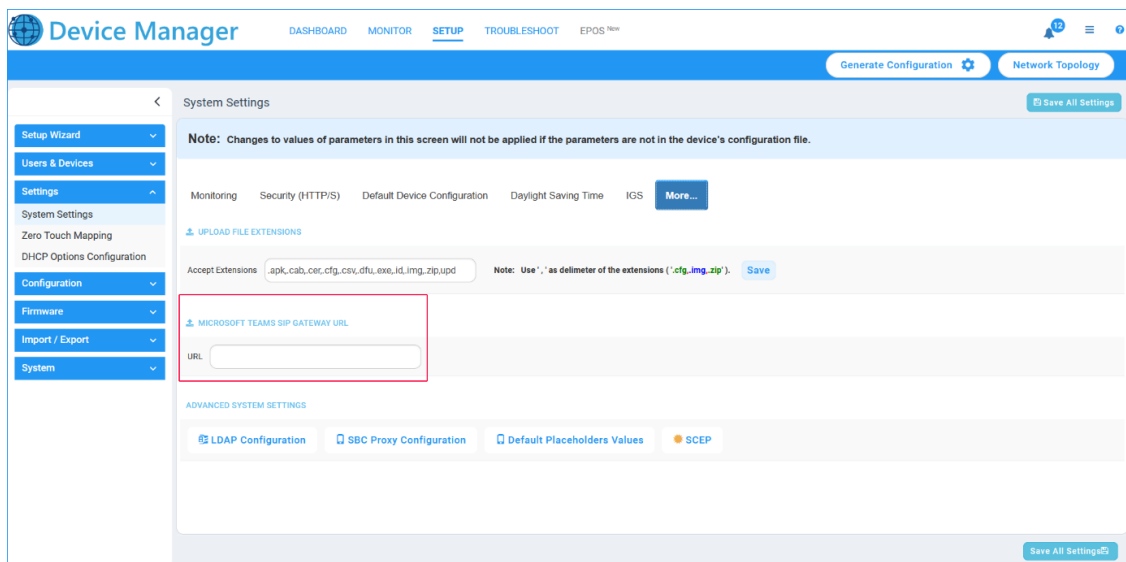 Device Manager
DASHBOARD MONITOR SETUP TROUBLESHOOT EPOS New
12
Generate Configuration Network Topology
System Settings
Save All Settings
Setup Wizard
Users & Devices
Settings
System Settings
Zero Touch Mapping
DHCP Options Configuration
Configuration
Firmware
Import / Export
System
Note: Changes to values of parameters in this screen will not be applied if the parameters are not in the device's configuration file.
Monitoring Security (HTTP/S) Default Device Configuration Daylight Saving Time IGS More...
UPLOAD FILE EXTENSIONS
Accept Extensions .apk,.cab,.cer,.cfg,.csv,.dfu,.exe,.id,.img,.zip,upd Note: Use ' , ' as delimeter of the extensions ( '.cfg,.img,.zip' ). Save
MICROSOFT TEAMS SIP GATEWAY URL
URL
ADVANCED SYSTEM SETTINGS
LDAP Configuration SBC Proxy Configuration Default Placeholders Values SCEP
Save All Settings